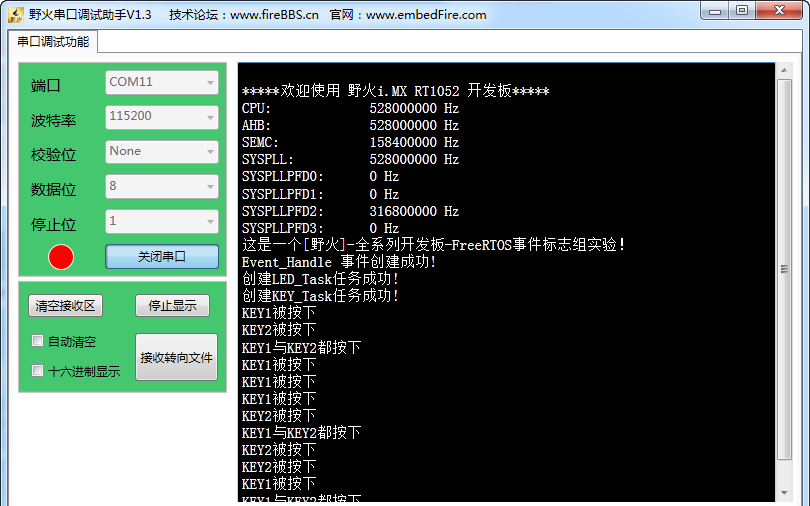 野火串口调试助手V1.3 技术论坛：www.fireBBS.cn 官网：www.embedFire.com
串口调试功能
端口 COM11
波特率 115200
校验位 None
数据位 8
停止位 1
关闭串口
清空接收区 停止显示
自动清空
十六进制显示
接收转向文件
*****欢迎使用 野火i.MX RT1052 开发板*****
CPU: 528000000 Hz
AHB: 528000000 Hz
SEMC: 158400000 Hz
SYSPLL: 528000000 Hz
SYSPLLPFD0: 0 Hz
SYSPLLPFD1: 0 Hz
SYSPLLPFD2: 316800000 Hz
SYSPLLPFD3: 0 Hz
这是一个[野火]-全系列开发板-FreeRTOS事件标志组实验！
Event_Handle 事件创建成功!
创建LED_Task任务成功!
创建KEY_Task任务成功!
KEY1被按下
KEY2被按下
KEY1与KEY2都按下
KEY1被按下
KEY1被按下
KEY1被按下
KEY2被按下
KEY1与KEY2都按下
KEY2被按下
KEY2被按下
KEY1被按下
KEY1与KEY2都按下